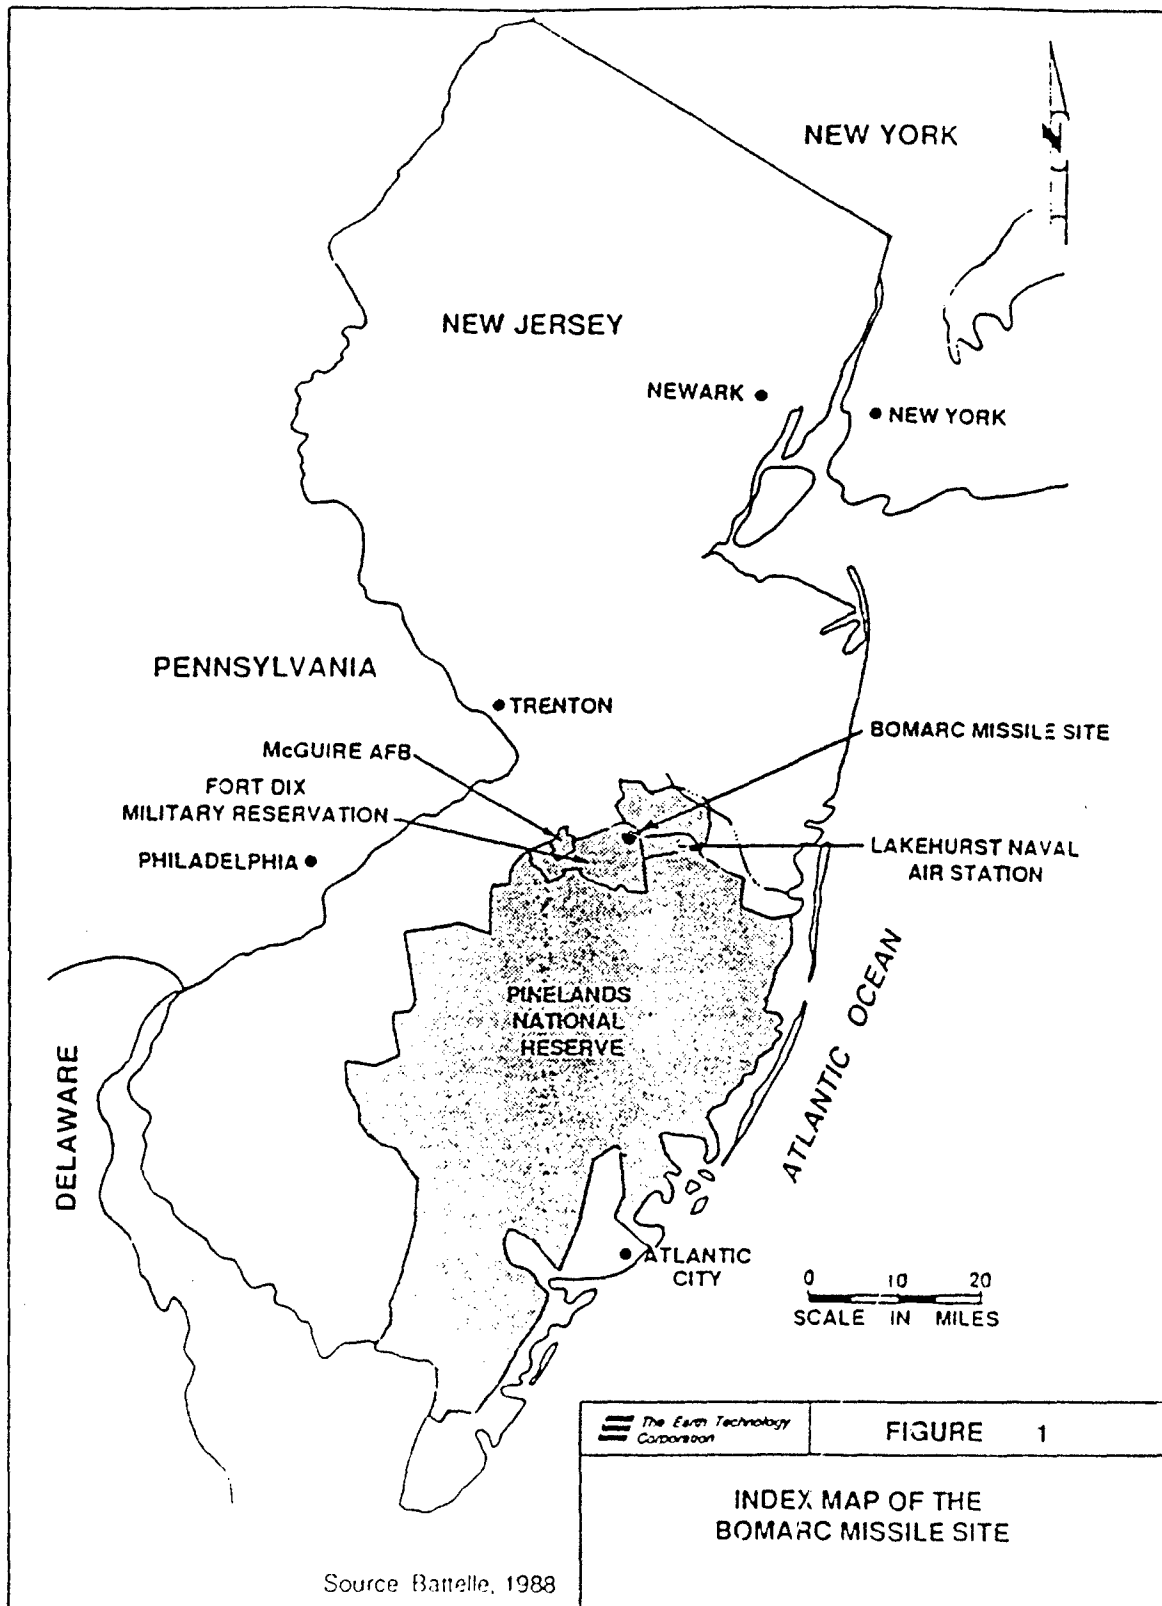 NEW YORK
NEW JERSEY
NEWARK
NEW YORK
PENNSYLVANIA
TRENTON
BOMARC MISSILE SITE
McGUIRE AFB
FORT DIX
MILITARY RESERVATION
PHILADELPHIA
LAKEHURST NAVAL
AIR STATION
PINELANDS
NATIONAL
RESERVE
ATLANTIC OCEAN
DELAWARE
ATLANTIC
CITY
0 10 20
SCALE IN MILES
The Earth Technology
Corporation
FIGURE 1
INDEX MAP OF THE
BOMARC MISSILE SITE
Source Battelle, 1988